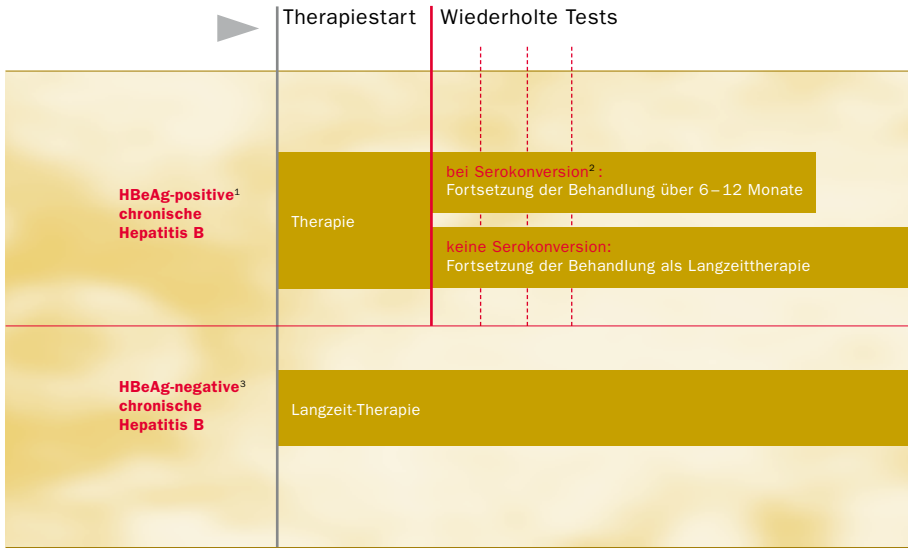 Therapiestart
Wiederholte Tests
HBeAg-positive¹
chronische
Hepatitis B
Therapie
bei Serokonversion²:
Fortsetzung der Behandlung über 6–12 Monate
keine Serokonversion:
Fortsetzung der Behandlung als Langzeittherapie
HBeAg-negative³
chronische
Hepatitis B
Langzeit-Therapie